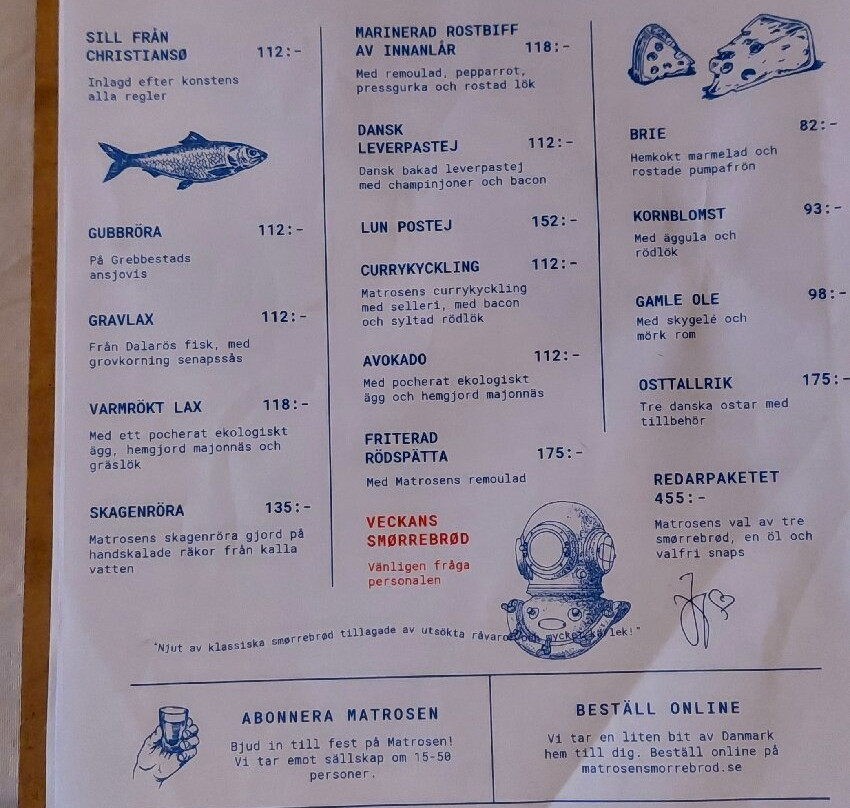 SILL FRÅN
CHRISTIANSØ 112:-
Inlagd efter konstens
alla regler
GUBBRÖRA 112:-
På Grebbestads
ansjovis
GRAVLAX 112:-
Från Dalarös fisk, med
grovkorning senapssås
VARMRÖKT LAX 118:-
Med ett pocherat ekologiskt
ägg, hemgjord majonnäs och
gräslök
SKAGENRÖRA 135:-
Matrosens skagenröra gjord på
handskalade räkor från kalla
vatten
MARINERAD ROSTBIFF
AV INNANLÅR 118:-
Med remoulad, pepparrot,
pressgurka och rostad lök
DANSK
LEVERPASTEJ 112:-
Dansk bakad leverpastej
med champinjoner och bacon
LUN POSTEJ 152:-
CURRYKYCKLING 112:-
Matrosens currykyckling
med selleri, med bacon
och syltad rödlök
AVOKADO 112:-
Med pocherat ekologiskt
ägg och hemgjord majonnäs
FRITERAD
RÖDSPÄTTA 175:-
Med Matrosens remoulad
VECKANS
SMØRREBRØD
Vänligen fråga
personalen
BRIE 82:-
Hemkokt marmelad och
rostade pumpafrön
KORNBLOMST 93:-
Med äggula och
rödlök
GAMLE OLE 98:-
Med skygelé och
mörk rom
OSTTALLRIK 175:-
Tre danska ostar med
tillbehör
REDARPAKETET
455:-
Matrosens val av tre
smørrebrød, en öl och
valfri snaps
"Njut av klassiska smørrebrød tillagade av utsökta råvaror och mycket kärlek!"
ABONNERA MATROSEN
Bjud in till fest på Matrosen!
Vi tar emot sällskap om 15-50
personer.
BESTÄLL ONLINE
Vi tar en liten bit av Danmark
hem till dig. Beställ online på
matrosensmorrebrod.se